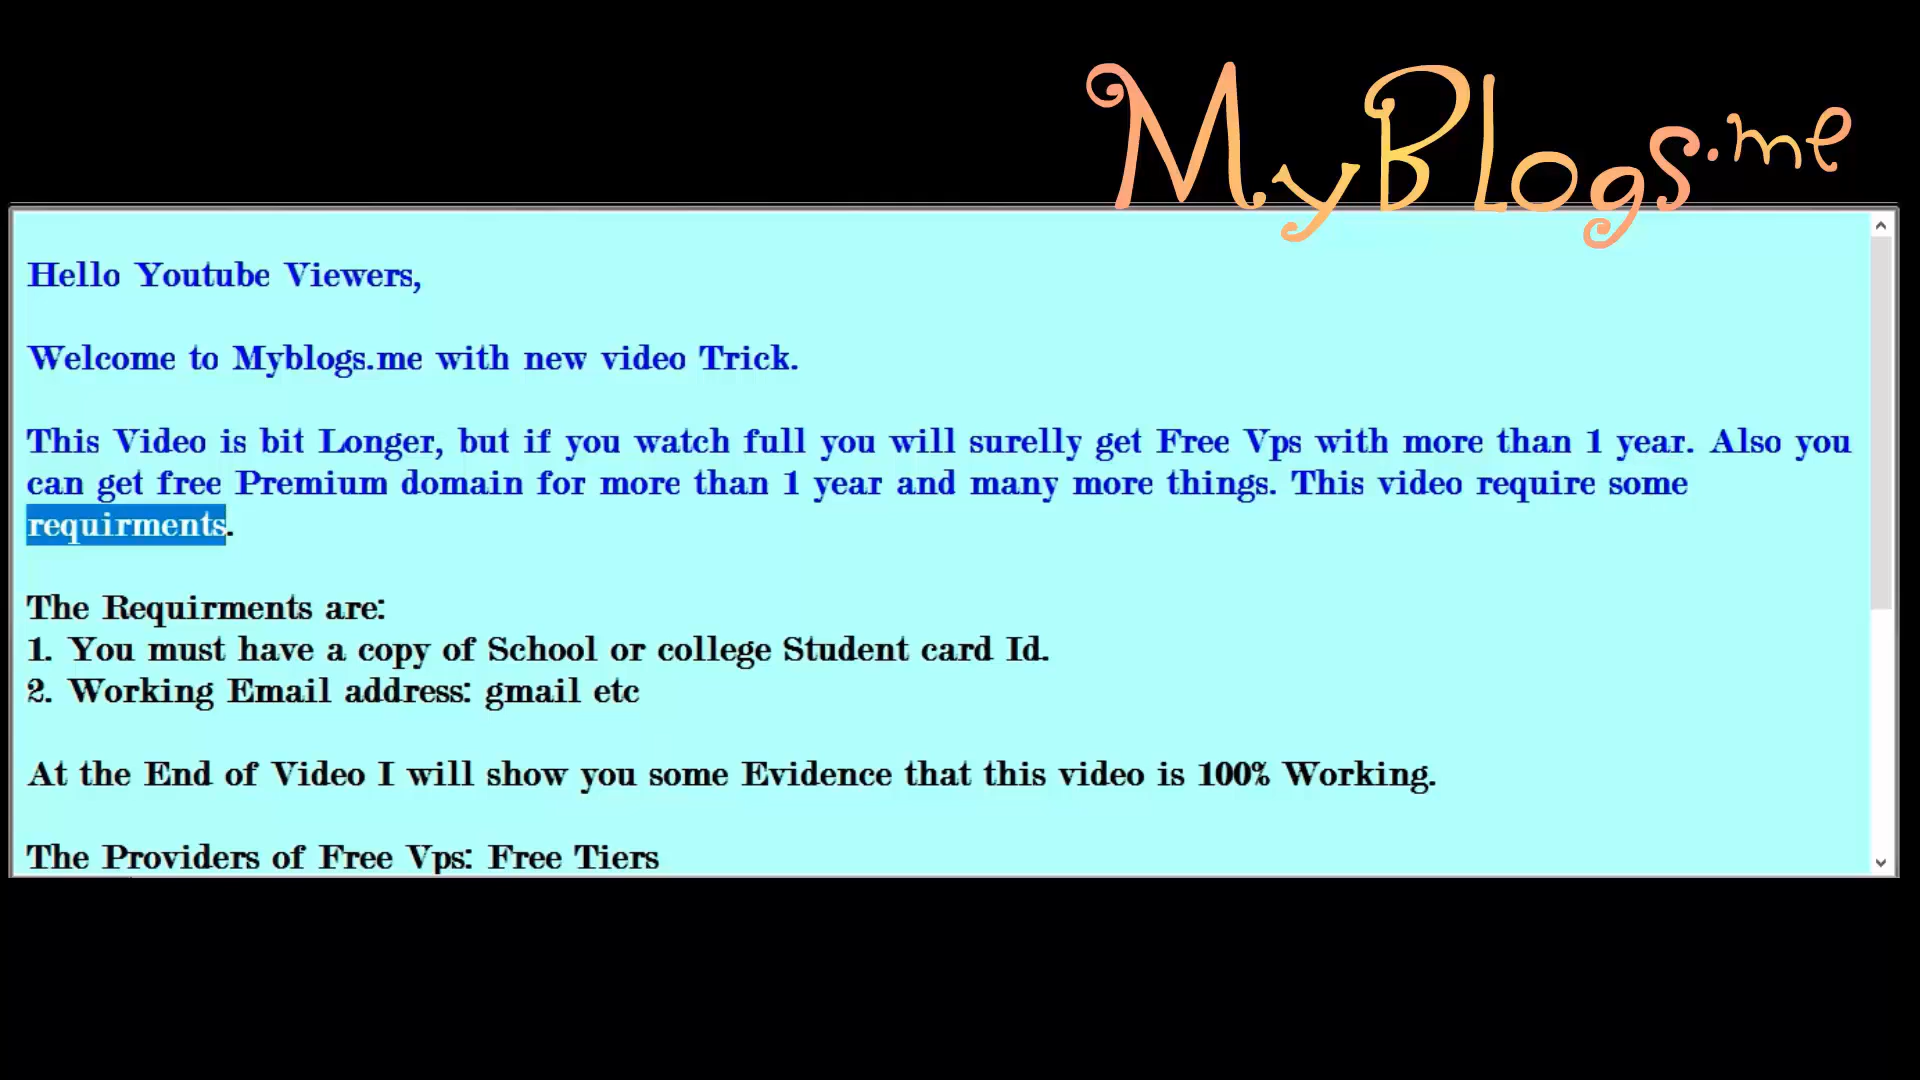 MyBlogs.me
Hello Youtube Viewers,
Welcome to Myblogs.me with new video Trick.
This Video is bit Longer, but if you watch full you will surelly get Free Vps with more than 1 year. Also you
can get free Premium domain for more than 1 year and many more things. This video require some
requirments.
The Requirments are:
1. You must have a copy of School or college Student card Id.
2. Working Email address: gmail etc
At the End of Video I will show you some Evidence that this video is 100% Working.
The Providers of Free Vps: Free Tiers